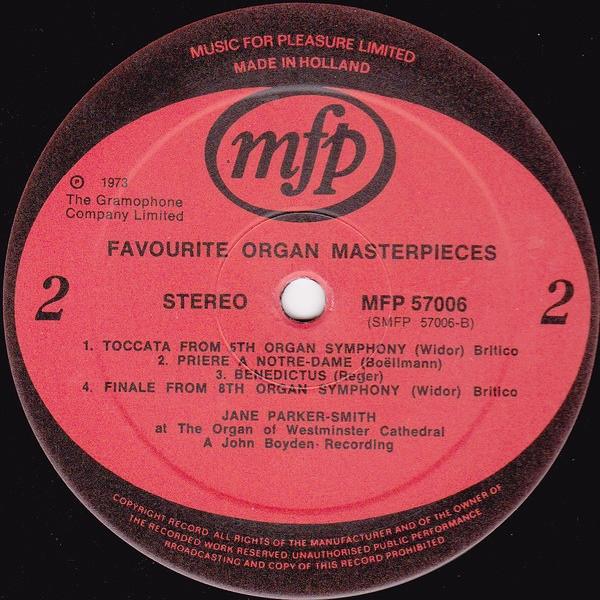 MUSIC FOR PLEASURE LIMITED
MADE IN HOLLAND
mfp
℗ 1973
The Gramophone
Company Limited
FAVOURITE ORGAN MASTERPIECES
2
2
STEREO
MFP 57006
(SMFP 57006-B)
1. TOCCATA FROM 5TH ORGAN SYMPHONY (Widor) Britico
2. PRIERE A NOTRE-DAME (Boëllmann)
3. BENEDICTUS (Reger)
4. FINALE FROM 8TH ORGAN SYMPHONY (Widor) Britico
JANE PARKER-SMITH
at The Organ of Westminster Cathedral
A John Boyden Recording
COPYRIGHT RECORD. ALL RIGHTS OF THE MANUFACTURER AND OF THE OWNER OF
THE RECORDED WORK RESERVED. UNAUTHORISED PUBLIC PERFORMANCE
BROADCASTING AND COPY OF THIS RECORD PROHIBITED